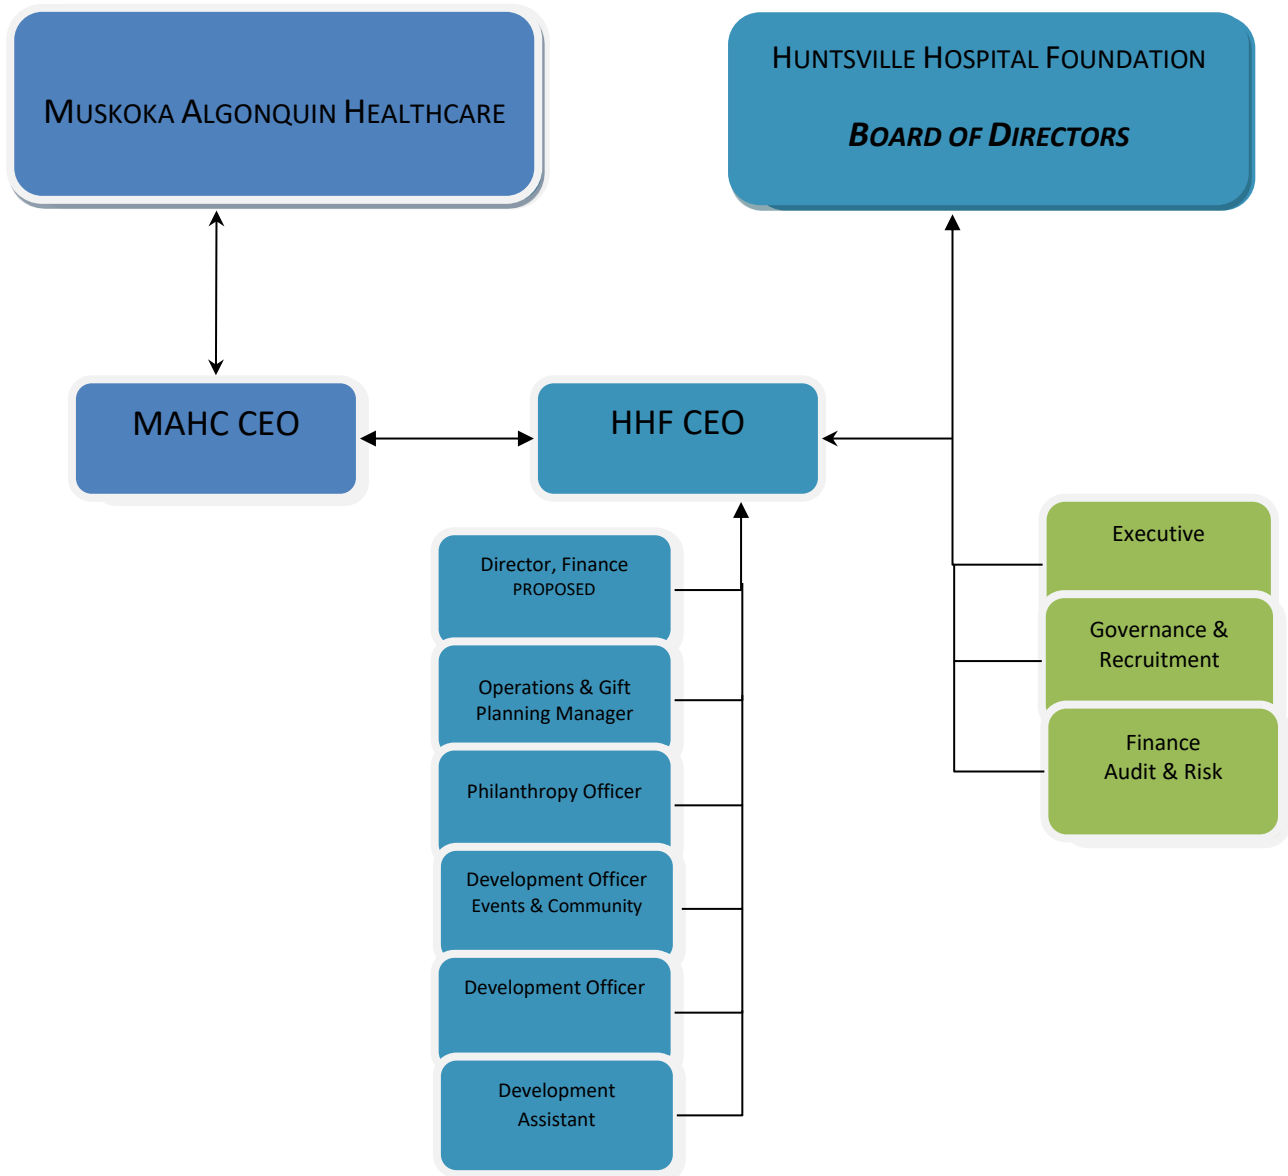 MUSKOKA ALGONQUIN HEALTHCARE
HUNTSVILLE HOSPITAL FOUNDATION
BOARD OF DIRECTORS
MAHC CEO
HHF CEO
Director, Finance
PROPOSED
Operations & Gift
Planning Manager
Philanthropy Officer
Development Officer
Events & Community
Development Officer
Development
Assistant
Executive
Governance &
Recruitment
Finance
Audit & Risk